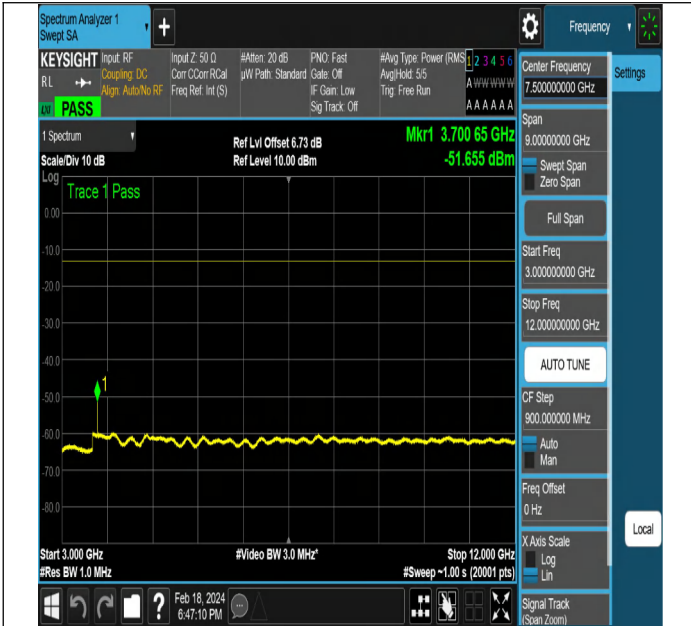 Spectrum Analyzer 1
Swept SA
+
Frequency
KEYSIGHT
RL
LXI
PASS
Input: RF
Coupling: DC
Align: Auto/No RF
Input Z: 50 Ω
Corr CCorr RCal
Freq Ref: Int (S)
#Atten: 20 dB
µW Path: Standard
PNO: Fast
Gate: Off
IF Gain: Low
Sig Track: Off
#Avg Type: Power (RMS
Avg|Hold: 5/5
Trig: Free Run
1 2 3 4 5 6
A W W W W W
A A A A A A
Center Frequency
7.500000000 GHz
Settings
1 Spectrum
Scale/Div 10 dB
Ref Lvl Offset 6.73 dB
Ref Level 10.00 dBm
Mkr1 3.700 65 GHz
-51.655 dBm
Log
Trace 1 Pass
0.00
-10.0
-20.0
-30.0
-40.0
-50.0
-60.0
-70.0
-80.0
1
Span
9.00000000 GHz
Swept Span
Zero Span
Full Span
Start Freq
3.000000000 GHz
Stop Freq
12.000000000 GHz
AUTO TUNE
CF Step
900.000000 MHz
Auto
Man
Freq Offset
0 Hz
X Axis Scale
Log
Lin
Signal Track
(Span Zoom)
Local
Start 3.000 GHz
#Res BW 1.0 MHz
#Video BW 3.0 MHz*
Stop 12.000 GHz
#Sweep ~1.00 s (20001 pts)
?
Feb 18, 2024
6:47:10 PM